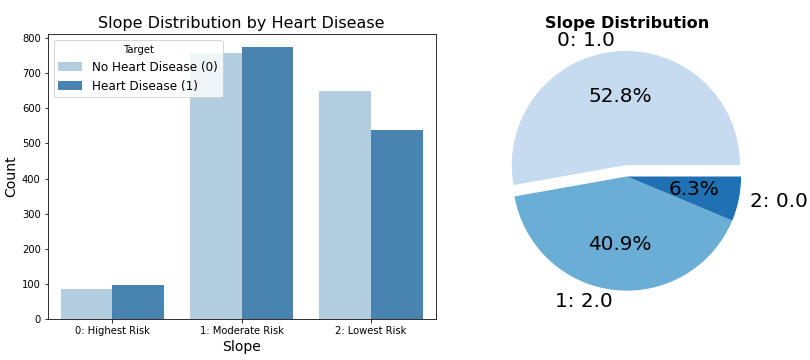 Slope Distribution by Heart Disease
Target
No Heart Disease (0)
Heart Disease (1)
Count
800
700
600
500
400
300
200
100
0
0: Highest Risk
1: Moderate Risk
2: Lowest Risk
Slope
Slope Distribution
0: 1.0
52.8%
6.3%
2: 0.0
40.9%
1: 2.0